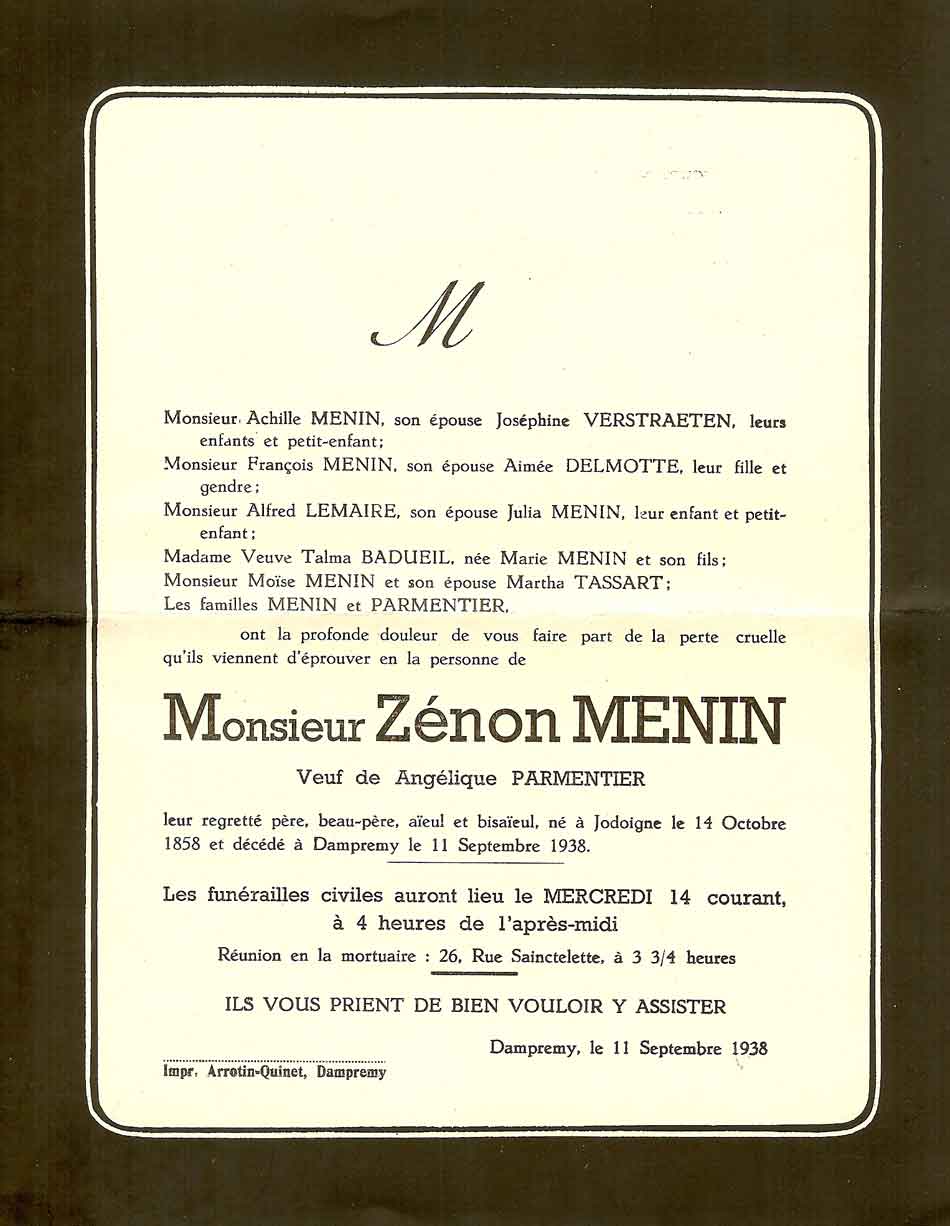 M
Monsieur Achille MENIN, son épouse Joséphine VERSTRAETEN, leurs
enfants et petit-enfant;
Monsieur François MENIN, son épouse Aimée DELMOTTE, leur fille et
gendre;
Monsieur Alfred LEMAIRE, son épouse Julia MENIN, leur enfant et petit-
enfant;
Madame Veuve Talma BADUEIL, née Marie MENIN et son fils;
Monsieur Moïse MENIN et son épouse Martha TASSART;
Les familles MENIN et PARMENTIER,
ont la profonde douleur de vous faire part de la perte cruelle
qu'ils viennent d'éprouver en la personne de
Monsieur Zénon MENIN
Veuf de Angélique PARMENTIER
leur regretté père, beau-père, aïeul et bisaïeul, né à Jodoigne le 14 Octobre
1858 et décédé à Dampremy le 11 Septembre 1938.
Les funérailles civiles auront lieu le MERCREDI 14 courant,
à 4 heures de l'après-midi
Réunion en la mortuaire : 26, Rue Sainctelette, à 3 3/4 heures
ILS VOUS PRIENT DE BIEN VOULOIR Y ASSISTER
Dampremy, le 11 Septembre 1938
Impr. Arrotin-Quinet, Dampremy